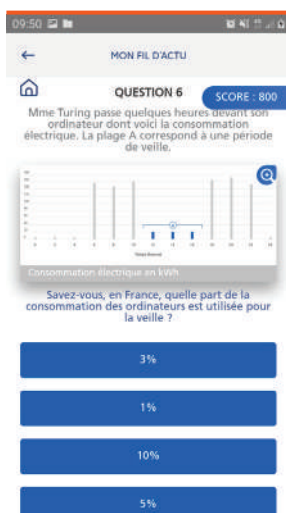 09:50
MON FIL D'ACTU
QUESTION 6
SCORE : 800
Mme Turing passe quelques heures devant son
ordinateur dont voici la consommation
électrique. La plage A correspond à une période
de veille.
A
Consommation électrique en kWh
Savez-vous, en France, quelle part de la
consommation des ordinateurs est utilisée pour
la veille ?
3%
1%
10%
5%